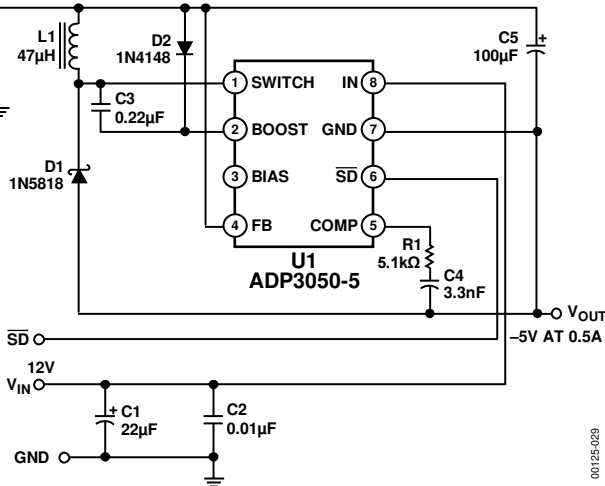 L1
47µH
D2
1N4148
C5
100µF
+
1
SWITCH
IN
8
C3
0.22µF
2
BOOST
GND
7
D1
1N5818
3
BIAS
SD
6
4
FB
COMP
5
R1
5.1kΩ
U1
ADP3050-5
C4
3.3nF
VOUT
–5V AT 0.5A
SD
12V
VIN
+ C1
22µF
C2
0.01µF
GND
00125-029